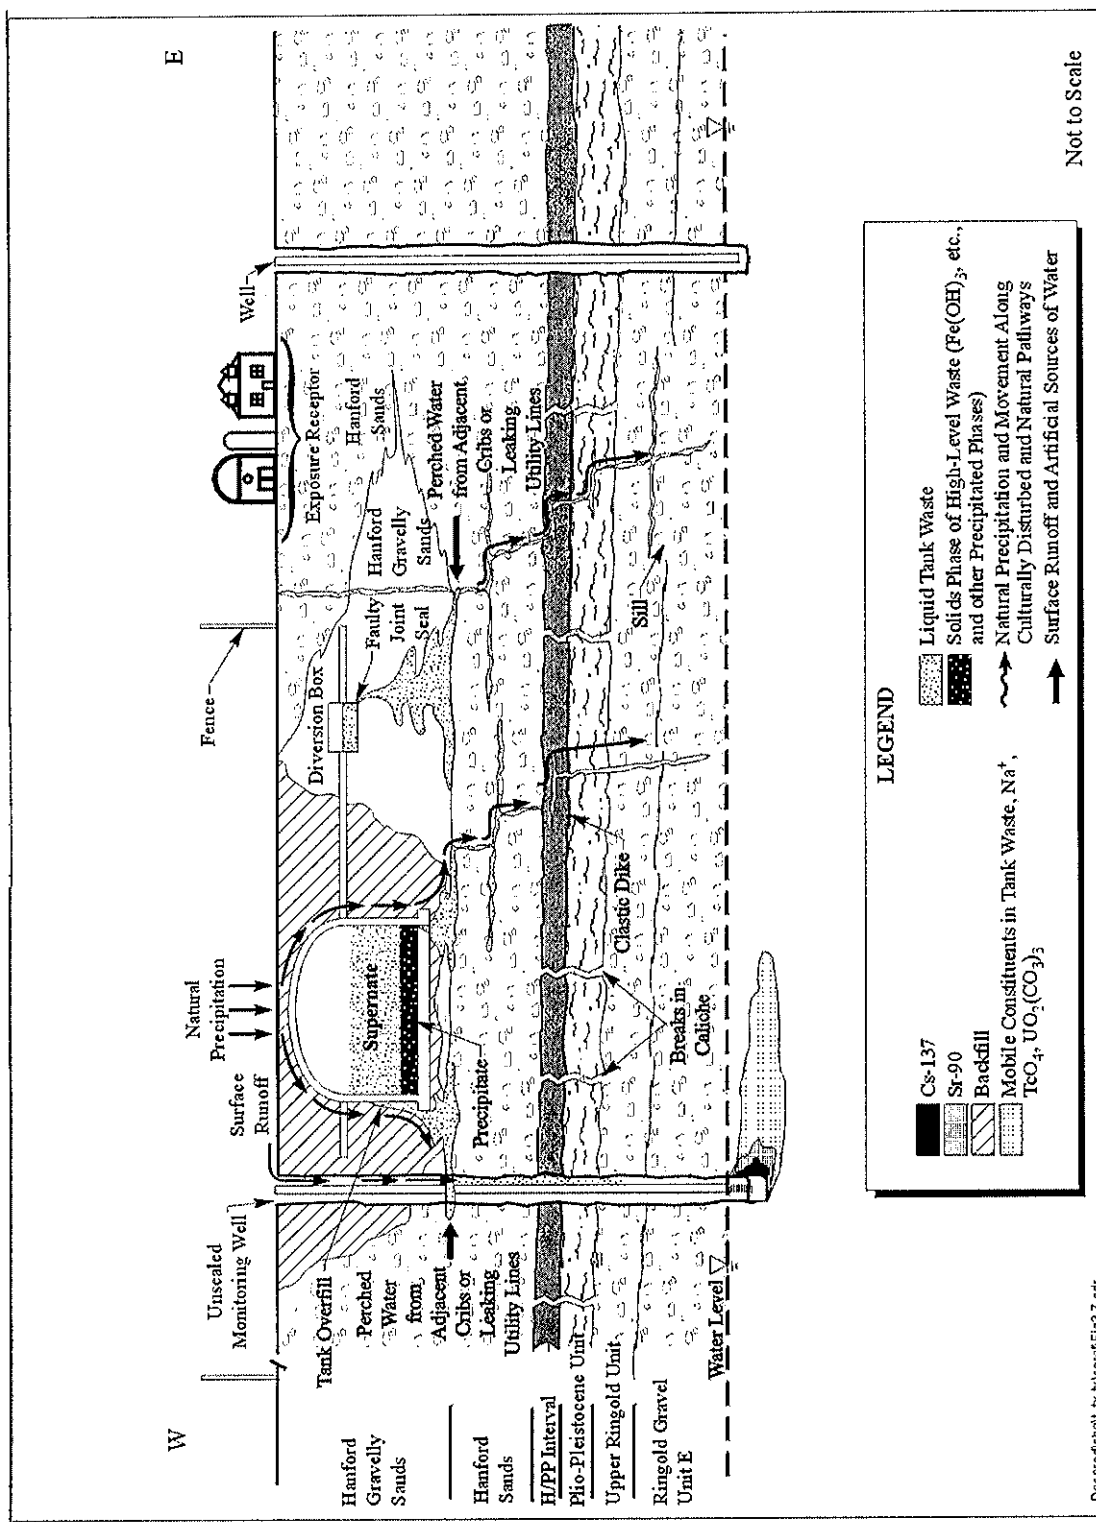 W
E
Natural
Precipitation
Surface
Runoff
Unsealed
Monitoring Well
Fence
Well
Exposure Receptor
Diversion Box
Faulty
Joint
Seal
Hanford
Sands
Hanford
Gravelly
Sands
Tank Overfill
Supernate
Precipitate
Perched
Water
from
Adjacent
Cribs or
Leaking
Utility Lines
Perched Water
from Adjacent
Cribs or
Leaking
Utility Lines
Hanford
Gravelly
Sands
Hanford
Sands
H/PP Interval
Plio-Pleistocene Unit
Upper Ringold Unit
Ringold Gravel
Unit E
Breaks in
Caliche
Clastic Dike
Sill
Water Level
LEGEND
Cs-137
Sr-90
Backfill
Mobile Constituents in Tank Waste, Na⁺,
TcO₄, UO₂(CO₃)₃
Liquid Tank Waste
Solids Phase of High-Level Waste (Fe(OH)₃, etc.,
and other Precipitated Phases)
Natural Precipitation and Movement Along
Culturally Disturbed and Natural Pathways
Surface Runoff and Artificial Sources of Water
Not to Scale